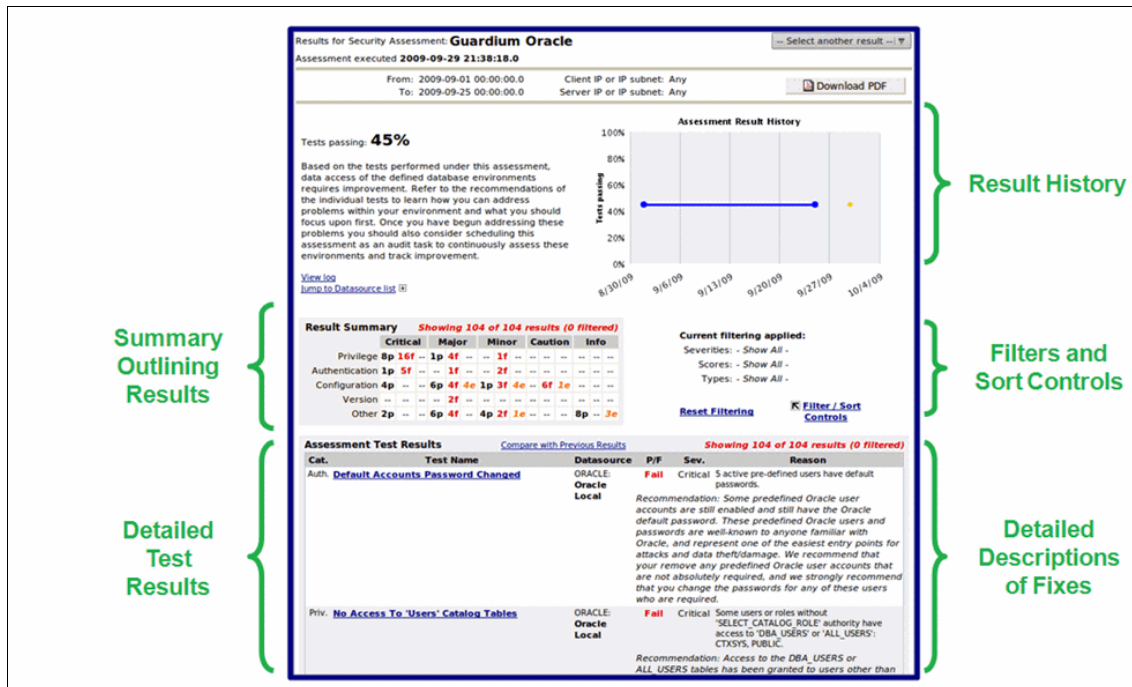 Results for Security Assessment: Guardium Oracle
-- Select another result --
Assessment executed 2009-09-29 21:38:18.0
From: 2009-09-01 00:00:00.0 Client IP or IP subnet: Any
To: 2009-09-25 00:00:00.0 Server IP or IP subnet: Any
Download PDF
Tests passing: 45%
Based on the tests performed under this assessment,
data access of the defined database environments
requires improvement. Refer to the recommendations of
the individual tests to learn how you can address
problems within your environment and what you should
focus upon first. Once you have begun addressing these
problems you should also consider scheduling this
assessment as an audit task to continuously assess these
environments and track improvement.
View log
Jump to Datasource list
Assessment Result History
Tests passing
100%
80%
60%
40%
20%
0%
8/30/09 9/6/09 9/13/09 9/20/09 9/27/09 10/4/09
Result History
Summary
Outlining
Results
Result Summary Showing 104 of 104 results (0 filtered)
Critical Major Minor Caution Info
Privilege 8p 16f -- 1p 4f -- -- 1f -- -- -- -- -- -- --
Authentication 1p 5f -- -- 1f -- -- 2f -- -- -- -- -- -- --
Configuration 4p -- -- 6p 4f 4e 1p 3f 4e -- 6f 1e -- -- --
Version -- -- -- -- 2f -- -- -- -- -- -- -- -- -- --
Other 2p -- -- 6p 4f -- 4p 2f 1e -- -- -- 8p -- 3e
Current filtering applied:
Severities: - Show All -
Scores: - Show All -
Types: - Show All -
Reset Filtering
Filter / Sort
Controls
Filters and
Sort Controls
Detailed
Test
Results
Assessment Test Results Compare with Previous Results Showing 104 of 104 results (0 filtered)
Cat. Test Name Datasource P/F Sev. Reason
Auth. Default Accounts Password Changed
ORACLE:
Oracle
Local
Fail Critical 5 active pre-defined users have default
passwords.
Recommendation: Some predefined Oracle user
accounts are still enabled and still have the Oracle
default password. These predefined Oracle users and
passwords are well-known to anyone familiar with
Oracle, and represent one of the easiest entry points for
attacks and data theft/damage. We recommend that
your remove any predefined Oracle user accounts that
are not absolutely required, and we strongly recommend
that you change the passwords for any of these users
who are required.
Priv. No Access To 'Users' Catalog Tables
ORACLE:
Oracle
Local
Fail Critical Some users or roles without
'SELECT_CATALOG_ROLE' authority have
access to 'DBA_USERS' or 'ALL_USERS':
CTXSYS, PUBLIC.
Recommendation: Access to the DBA_USERS or
ALL_USERS tables has been granted to users other than
Detailed
Descriptions
of Fixes